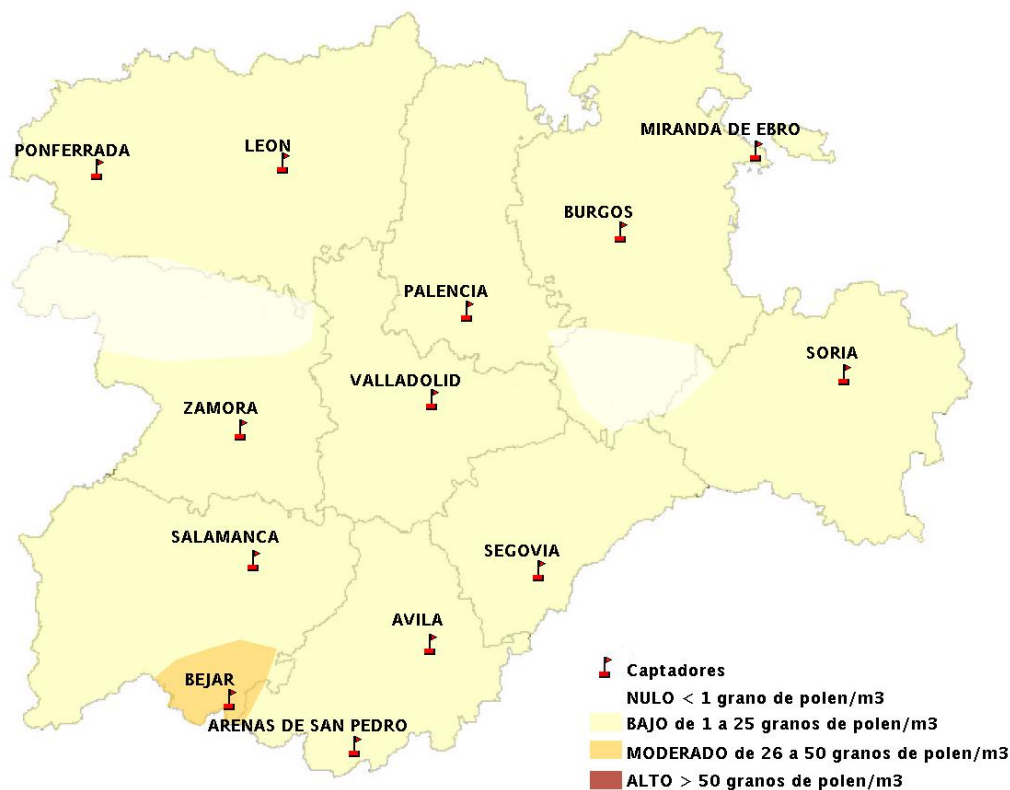 MIRANDA DE EBRO
PONFERRADA
LEON
BURGOS
PALENCIA
SORIA
VALLADOLID
ZAMORA
SALAMANCA
SEGOVIA
AVILA
BEJAR
ARENAS DE SAN PEDRO
Captadores
NULO < 1 grano de polen/m3
BAJO de 1 a 25 granos de polen/m3
MODERADO de 26 a 50 granos de polen/m3
ALTO > 50 granos de polen/m3